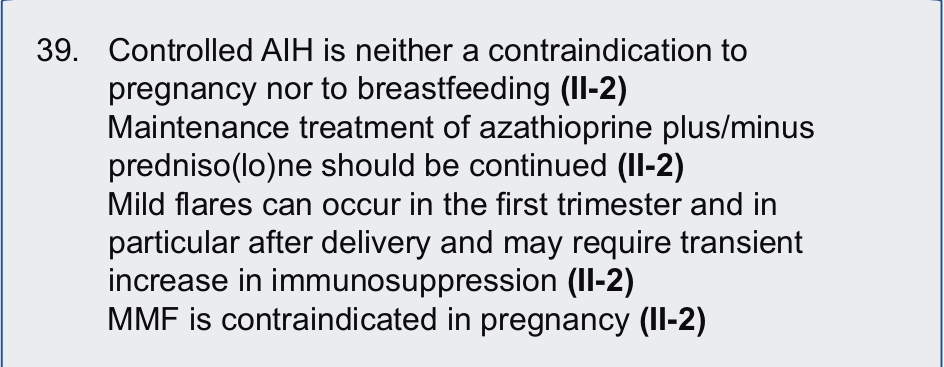 39. Controlled AIH is neither a contraindication to
pregnancy nor to breastfeeding (II-2)
Maintenance treatment of azathioprine plus/minus
predniso(lo)ne should be continued (II-2)
Mild flares can occur in the first trimester and in
particular after delivery and may require transient
increase in immunosuppression (II-2)
MMF is contraindicated in pregnancy (II-2)